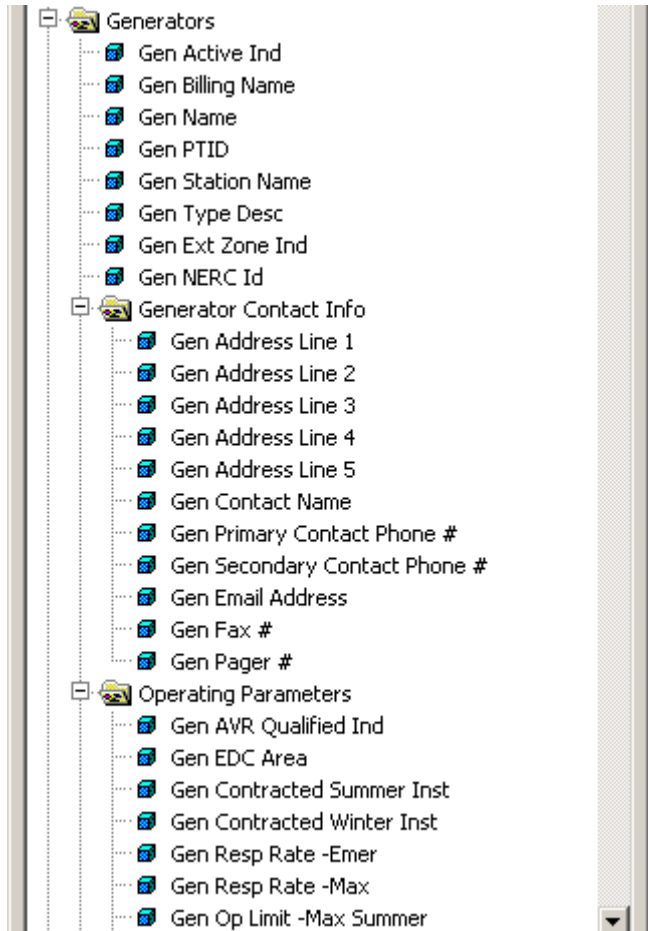 Generators
Gen Active Ind
Gen Billing Name
Gen Name
Gen PTID
Gen Station Name
Gen Type Desc
Gen Ext Zone Ind
Gen NERC Id
Generator Contact Info
Gen Address Line 1
Gen Address Line 2
Gen Address Line 3
Gen Address Line 4
Gen Address Line 5
Gen Contact Name
Gen Primary Contact Phone #
Gen Secondary Contact Phone #
Gen Email Address
Gen Fax #
Gen Pager #
Operating Parameters
Gen AVR Qualified Ind
Gen EDC Area
Gen Contracted Summer Inst
Gen Contracted Winter Inst
Gen Resp Rate -Emer
Gen Resp Rate -Max
Gen Op Limit -Max Summer